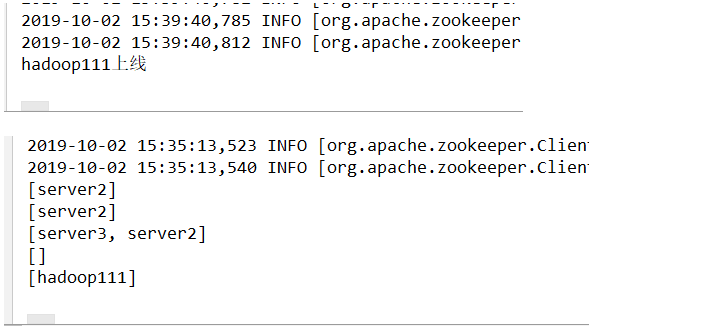 2019-10-02 15:39:40,785 INFO [org.apache.zookeeper
2019-10-02 15:39:40,812 INFO [org.apache.zookeeper
hadoop111上线
2019-10-02 15:35:13,523 INFO [org.apache.zookeeper.Clien
2019-10-02 15:35:13,540 INFO [org.apache.zookeeper.Clien
[server2]
[server2]
[server3, server2]
[]
[hadoop111]